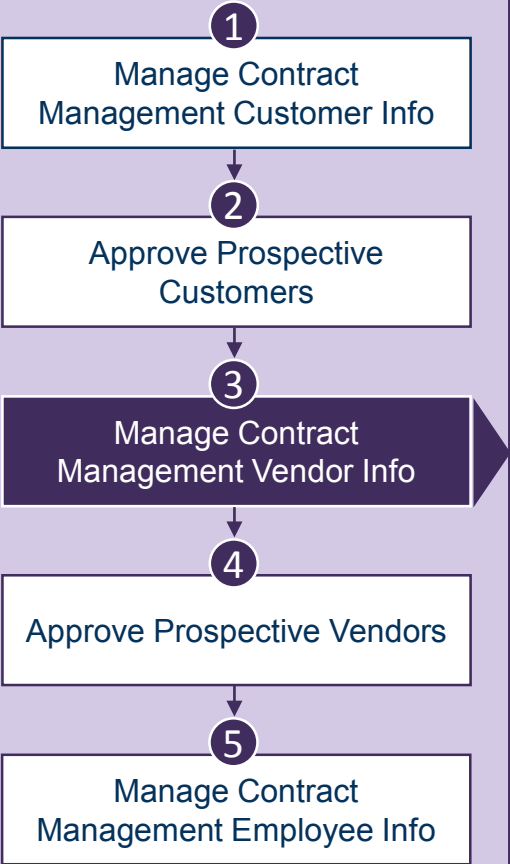 1
Manage Contract
Management Customer Info
2
Approve Prospective
Customers
3
Manage Contract
Management Vendor Info
4
Approve Prospective Vendors
5
Manage Contract
Management Employee Info